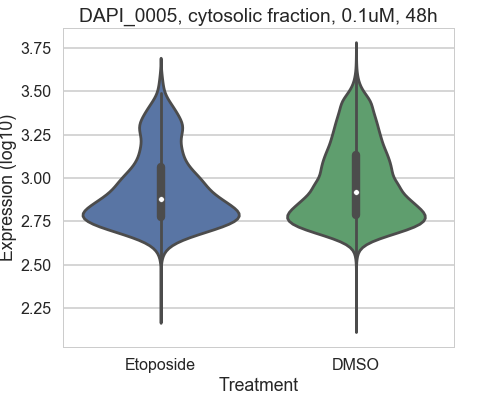 DAPI_0005, cytosolic fraction, 0.1uM, 48h
Expression (log10)
3.75
3.50
3.25
3.00
2.75
2.50
2.25
Etoposide DMSO
Treatment